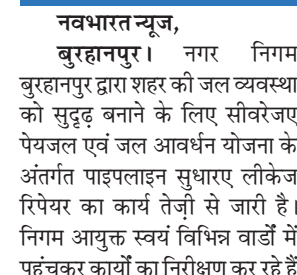 नवभारत न्यूज,
बुरहानपुर। नगर निगम
बुरहानपुर द्वारा शहर की जल व्यवस्था
को सुदृढ़ बनाने के लिए सीवरेजए
पेयजल एवं जल आवर्धन योजना के
अंतर्गत पाइपलाइन सुधारए लीकेज
रिपेयर का कार्य तेज़ी से जारी है।
निगम आयुक्त स्वयं विभिन्न वार्डों में
पहुंचकर कार्यों का निरीक्षण कर रहे हैं